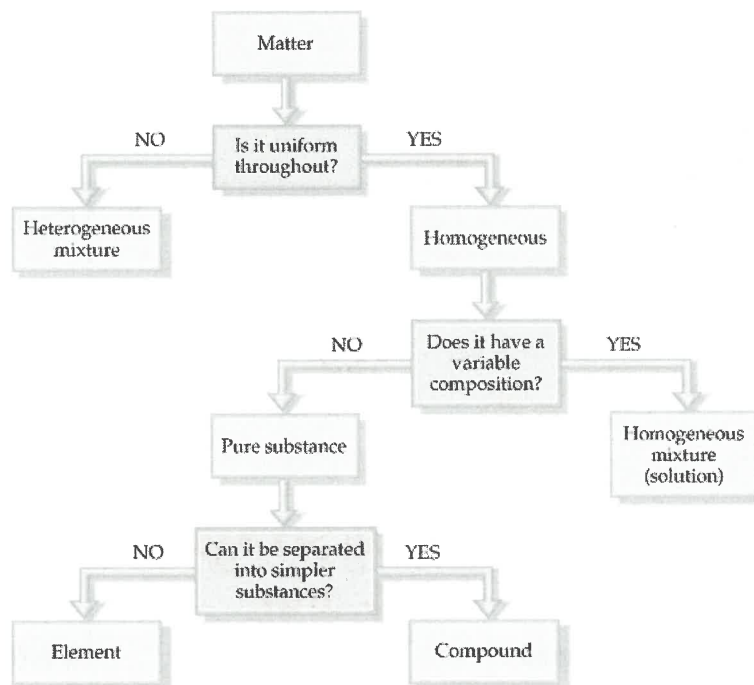 Matter
NO
Is it uniform
throughout?
YES
Heterogeneous
mixture
Homogeneous
NO
Does it have a
variable
composition?
YES
Pure substance
Homogeneous
mixture
(solution)
NO
Can it be separated
into simpler
substances?
YES
Element
Compound